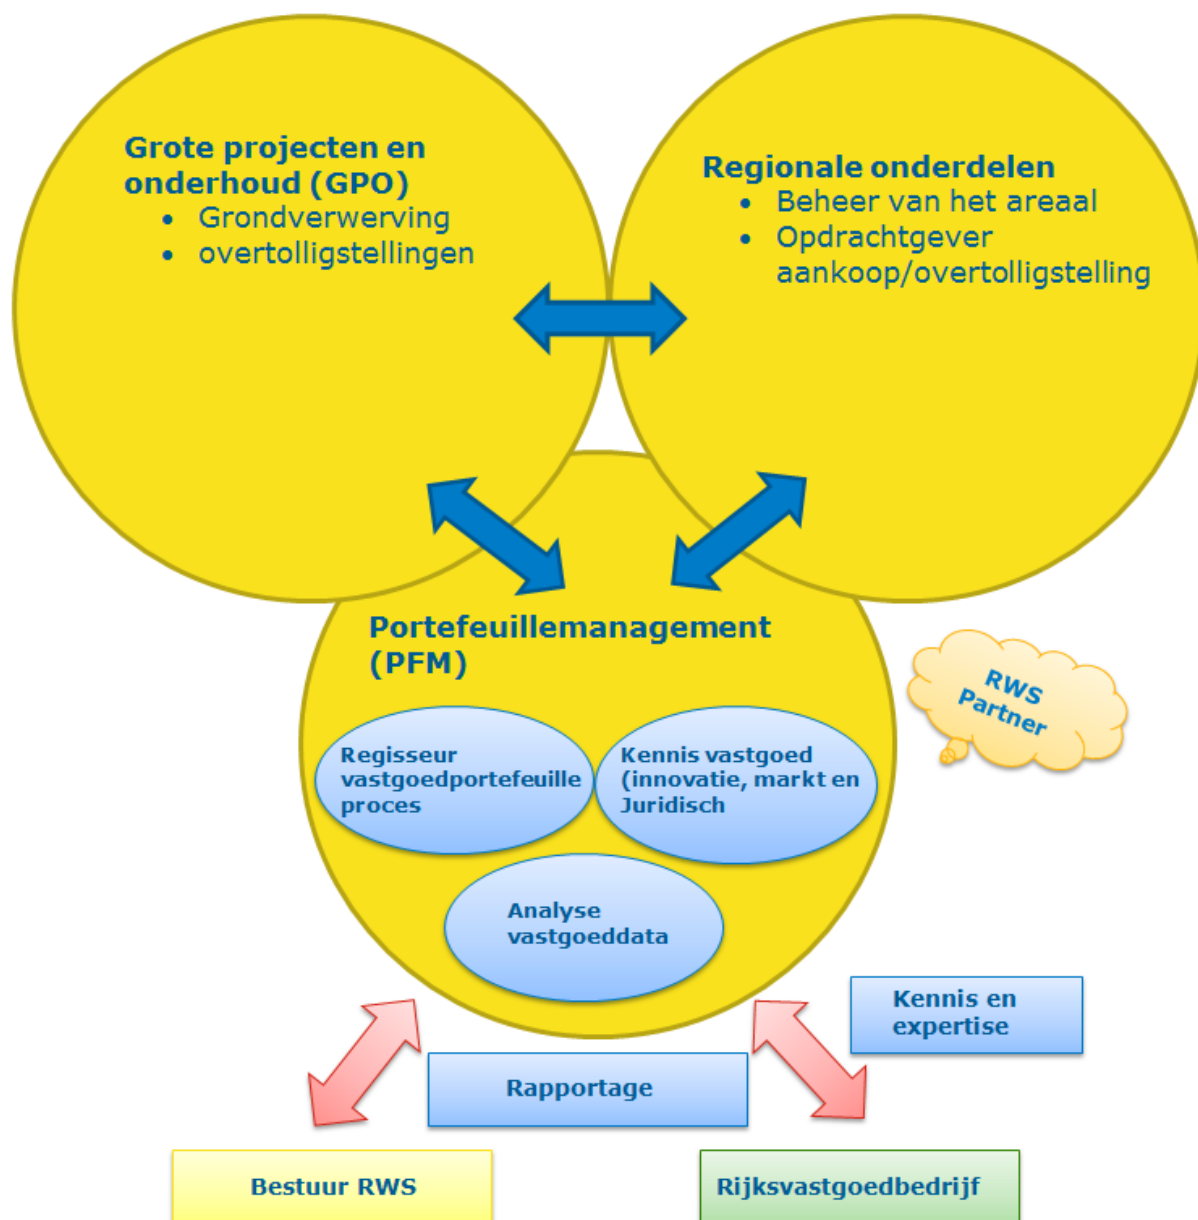 Grote projecten en
onderhoud (GPO)
• Grondverwerving
• overtolligstellingen
Regionale onderdelen
• Beheer van het areaal
• Opdrachtgever
aankoop/overtolligstelling
Portefeuillemanagement
(PFM)
RWS
Partner
Regisseur
vastgoedportefeuille
proces
Kennis vastgoed
(innovatie, markt en
Juridisch
Analyse
vastgoeddata
Kennis en
expertise
Rapportage
Bestuur RWS
Rijksvastgoedbedrijf